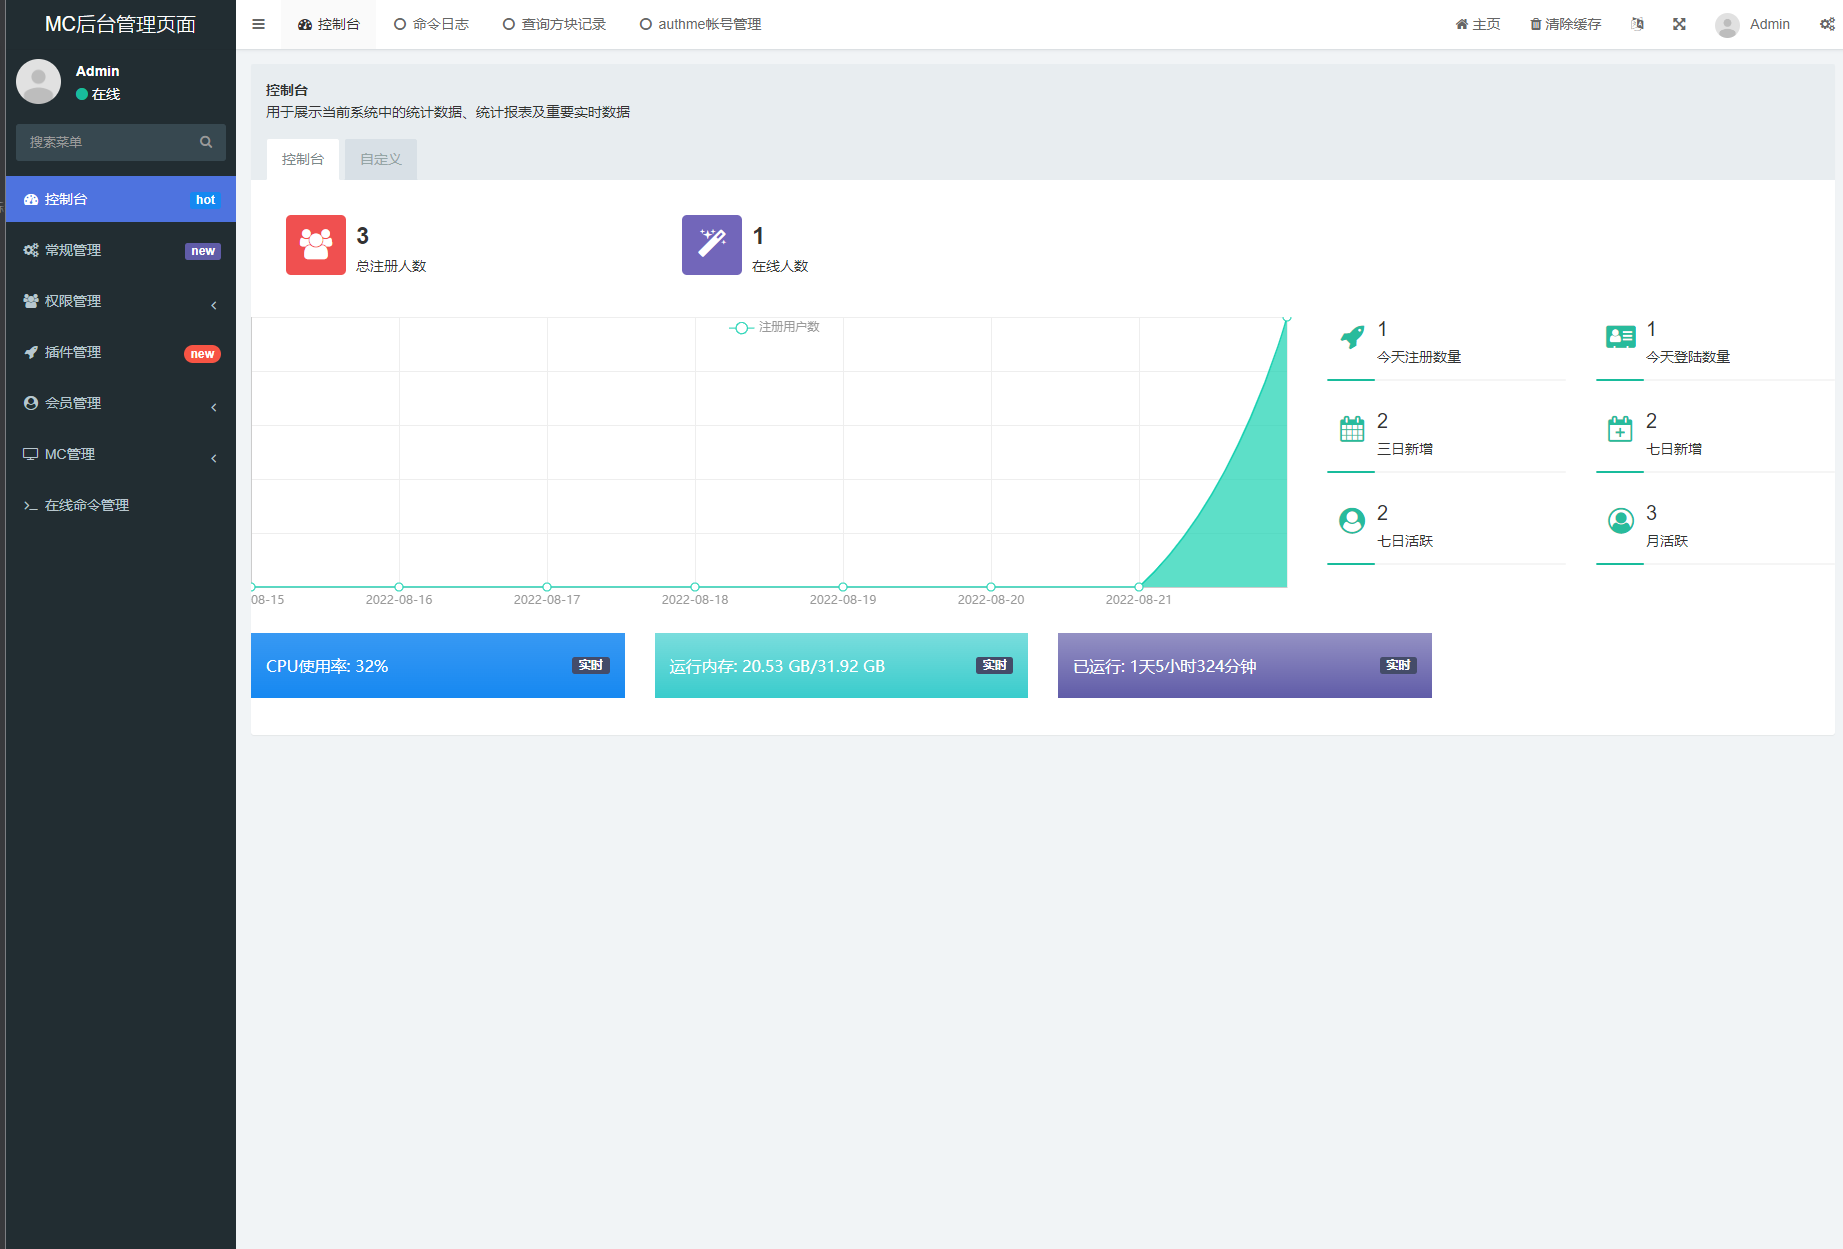 MC后台管理页面
Admin
在线
搜索菜单
控制台 hot
常规管理 new
权限管理
插件管理 new
会员管理
MC管理
在线命令管理
控制台 命令日志 查询方块记录 authme帐号管理 主页 清除缓存 Admin
控制台
用于展示当前系统中的统计数据、统计报表及重要实时数据
控制台 自定义
3
总注册人数
1
在线人数
注册用户数
08-15 2022-08-16 2022-08-17 2022-08-18 2022-08-19 2022-08-20 2022-08-21
1
今天注册数量
1
今天登陆数量
2
三日新增
2
七日新增
2
七日活跃
3
月活跃
CPU使用率: 32% 实时
运行内存: 20.53 GB/31.92 GB 实时
已运行: 1天5小时324分钟 实时